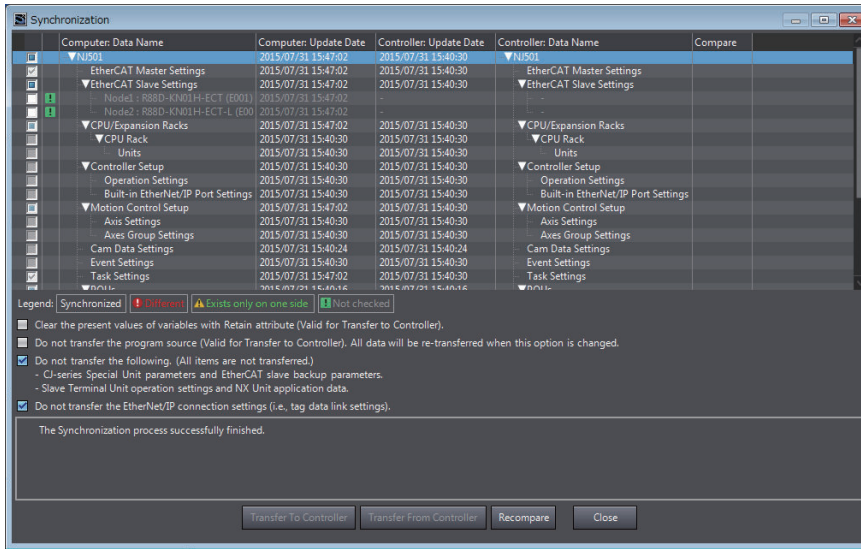 Synchronization
Computer: Data Name Computer: Update Date Controller: Update Date Controller: Data Name Compare
▼NJ501 2015/07/31 15:47:02 2015/07/31 15:40:30 ▼NJ501
EtherCAT Master Settings 2015/07/31 15:47:02 2015/07/31 15:40:30 EtherCAT Master Settings
▼EtherCAT Slave Settings 2015/07/31 15:47:02 2015/07/31 15:40:30 ▼EtherCAT Slave Settings
Node1 : R88D-KN01H-ECT (E001) 2015/07/31 15:47:02 - -
Node2 : R88D-KN01H-ECT-L (E00 2015/07/31 15:47:02 - -
▼CPU/Expansion Racks 2015/07/31 15:47:02 2015/07/31 15:40:30 ▼CPU/Expansion Racks
▼CPU Rack 2015/07/31 15:40:30 2015/07/31 15:40:30 ▼CPU Rack
Units 2015/07/31 15:40:30 2015/07/31 15:40:30 Units
▼Controller Setup 2015/07/31 15:40:30 2015/07/31 15:40:30 ▼Controller Setup
Operation Settings 2015/07/31 15:40:30 2015/07/31 15:40:30 Operation Settings
Built-in EtherNet/IP Port Settings 2015/07/31 15:40:30 2015/07/31 15:40:30 Built-in EtherNet/IP Port Settings
▼Motion Control Setup 2015/07/31 15:47:02 2015/07/31 15:40:30 ▼Motion Control Setup
Axis Settings 2015/07/31 15:40:30 2015/07/31 15:40:30 Axis Settings
Axes Group Settings 2015/07/31 15:40:30 2015/07/31 15:40:30 Axes Group Settings
Cam Data Settings 2015/07/31 15:40:24 2015/07/31 15:40:24 Cam Data Settings
Event Settings 2015/07/31 15:40:30 2015/07/31 15:40:30 Event Settings
Task Settings 2015/07/31 15:47:02 2015/07/31 15:40:30 Task Settings
▼POUs 2015/07/31 15:40:16 2015/07/31 15:40:16 ▼POUs
Legend: Synchronized Different Exists only on one side Not checked
Clear the present values of variables with Retain attribute (Valid for Transfer to Controller).
Do not transfer the program source (Valid for Transfer to Controller). All data will be re-transferred when this option is changed.
Do not transfer the following. (All items are not transferred.)
- CJ-series Special Unit parameters and EtherCAT slave backup parameters.
- Slave Terminal Unit operation settings and NX Unit application data.
Do not transfer the EtherNet/IP connection settings (i.e., tag data link settings).
The Synchronization process successfully finished.
Transfer To Controller Transfer From Controller Recompare Close